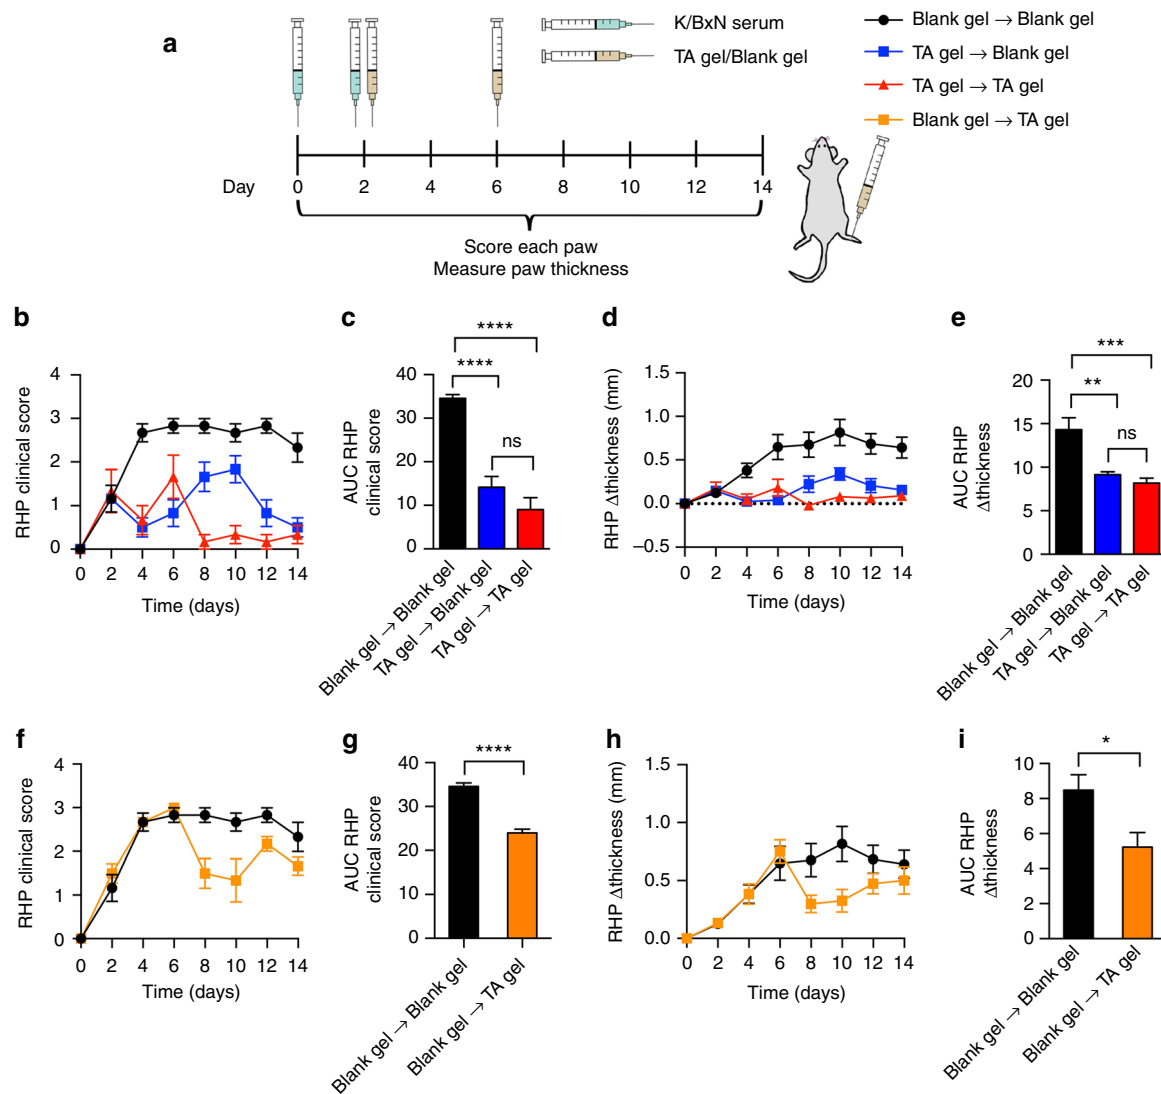 a
K/BxN serum
TA gel/Blank gel
Blank gel → Blank gel
TA gel → Blank gel
TA gel → TA gel
Blank gel → TA gel
Day
0 2 4 6 8 10 12 14
Score each paw
Measure paw thickness
b
RHP clinical score
4
3
2
1
0
0 2 4 6 8 10 12 14
Time (days)
c
AUC RHP
clinical score
40
30
20
10
0
****
****
ns
Blank gel → Blank gel
TA gel → Blank gel
TA gel → TA gel
d
RHP Δthickness (mm)
1.5
1.0
0.5
0.0
–0.5
0 2 4 6 8 10 12 14
Time (days)
e
AUC RHP
Δthickness
20
15
10
5
0
***
**
ns
Blank gel → Blank gel
TA gel → Blank gel
TA gel → TA gel
f
RHP clinical score
4
3
2
1
0
0 2 4 6 8 10 12 14
Time (days)
g
AUC RHP
clinical score
40
30
20
10
0
****
Blank gel → Blank gel
Blank gel → TA gel
h
RHP Δthickness (mm)
1.5
1.0
0.5
0.0
0 2 4 6 8 10 12 14
Time (days)
i
AUC RHP
Δthickness
10
8
6
4
2
0
*
Blank gel → Blank gel
Blank gel → TA gel